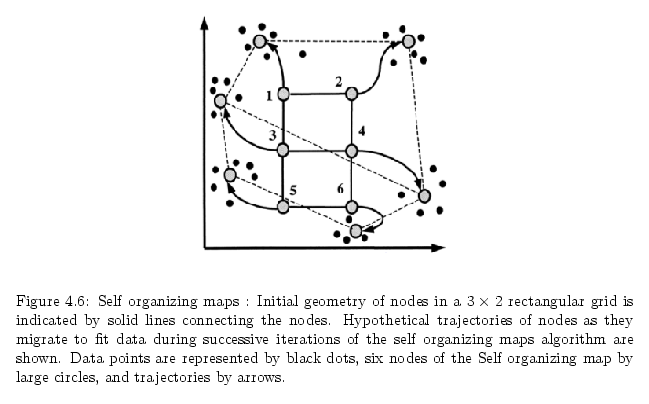 1
2
3
4
5
6
Figure 4.6: Self organizing maps : Initial geometry of nodes in a 3 × 2 rectangular grid is
indicated by solid lines connecting the nodes. Hypothetical trajectories of nodes as they
migrate to fit data during successive iterations of the self organizing maps algorithm are
shown. Data points are represented by black dots, six nodes of the Self organizing map by
large circles, and trajectories by arrows.